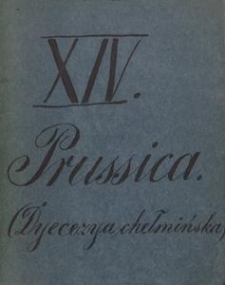 XIV.
Prussica.
(Dyecezya chełmińska)